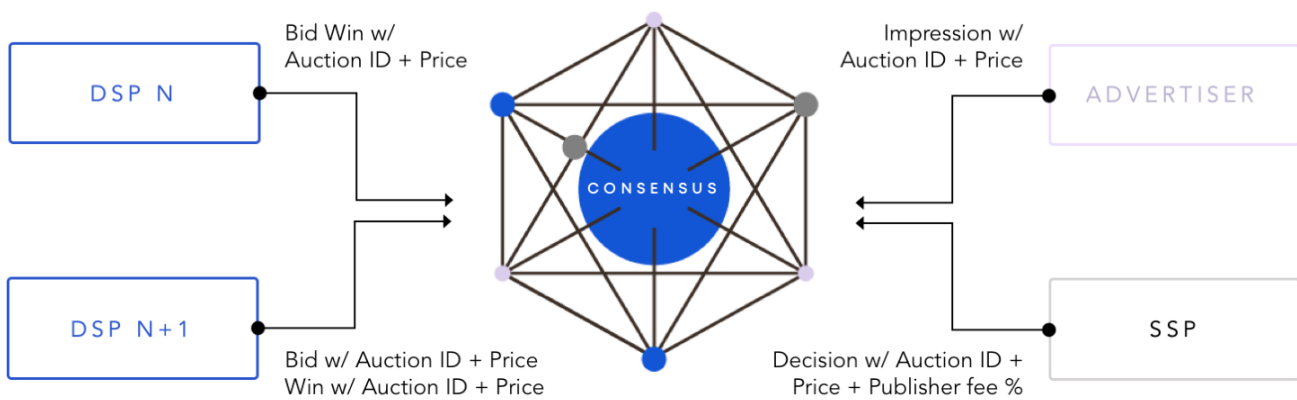 Bid Win w/
Auction ID + Price
DSP N
Impression w/
Auction ID + Price
ADVERTISER
CONSENSUS
DSP N+1
Bid w/ Auction ID + Price
Win w/ Auction ID + Price
SSP
Decision w/ Auction ID +
Price + Publisher fee %